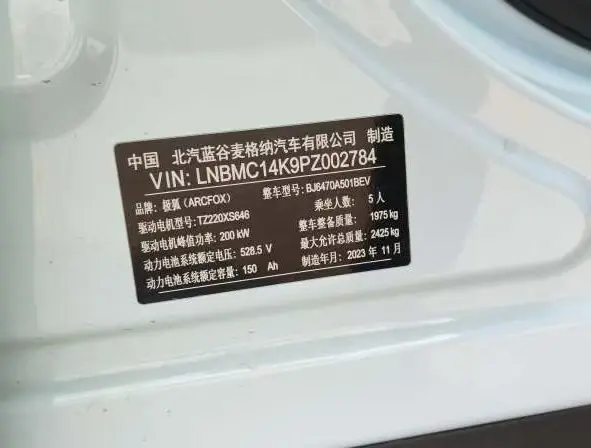 中国 北汽蓝谷麦格纳汽车有限公司 制造
VIN: LNBMC14K9PZ002784
品牌: 极狐 (ARCFOX) 整车型号: BJ6470A501BEV
驱动电机型号: TZ220XS646 乘坐人数: 5 人
驱动电机峰值功率: 200 kW 整车整备质量: 1975 kg
动力电池系统额定电压: 528.5 V 最大允许总质量: 2425 kg
动力电池系统额定容量: 150 Ah 制造年月: 2023 年 11 月